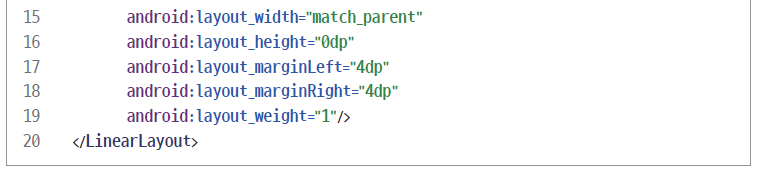 15 android:layout_width="match_parent"
16 android:layout_height="0dp"
17 android:layout_marginLeft="4dp"
18 android:layout_marginRight="4dp"
19 android:layout_weight="1"/>
20 </LinearLayout>